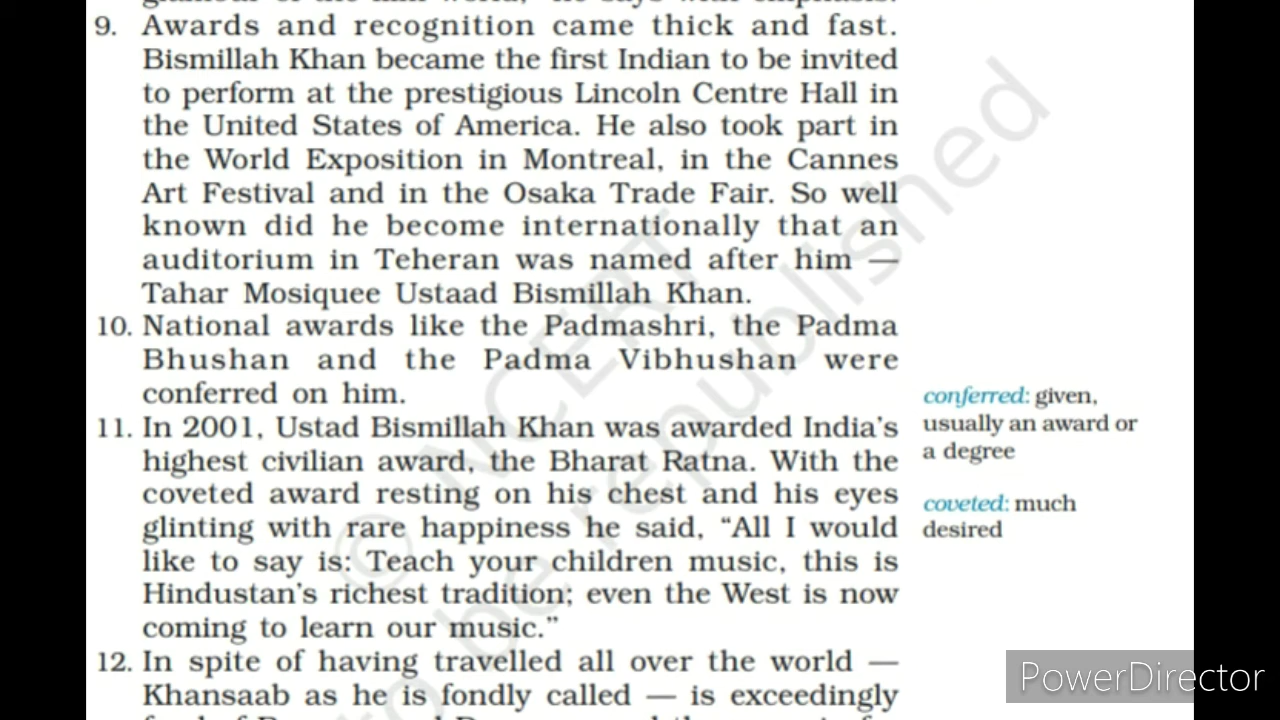 9. Awards and recognition came thick and fast.
Bismillah Khan became the first Indian to be invited
to perform at the prestigious Lincoln Centre Hall in
the United States of America. He also took part in
the World Exposition in Montreal, in the Cannes
Art Festival and in the Osaka Trade Fair. So well
known did he become internationally that an
auditorium in Teheran was named after him —
Tahar Mosiquee Ustaad Bismillah Khan.
10. National awards like the Padmashri, the Padma
Bhushan and the Padma Vibhushan were
conferred on him.
11. In 2001, Ustad Bismillah Khan was awarded India's
highest civilian award, the Bharat Ratna. With the
coveted award resting on his chest and his eyes
glinting with rare happiness he said, “All I would
like to say is: Teach your children music, this is
Hindustan's richest tradition; even the West is now
coming to learn our music.”
12. In spite of having travelled all over the world —
Khansaab as he is fondly called — is exceedingly
conferred: given,
usually an award or
a degree
coveted: much
desired
© NCERT
to be republished
PowerDirector